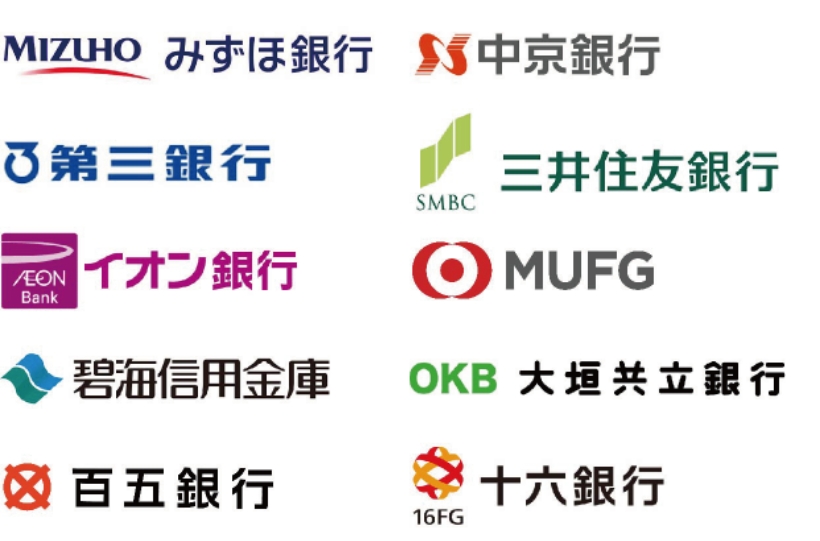 MIZUHO みずほ銀行
中京銀行
第三銀行
SMBC 三井住友銀行
ÆON Bank イオン銀行
MUFG
碧海信用金庫
OKB 大垣共立銀行
百五銀行
16FG 十六銀行